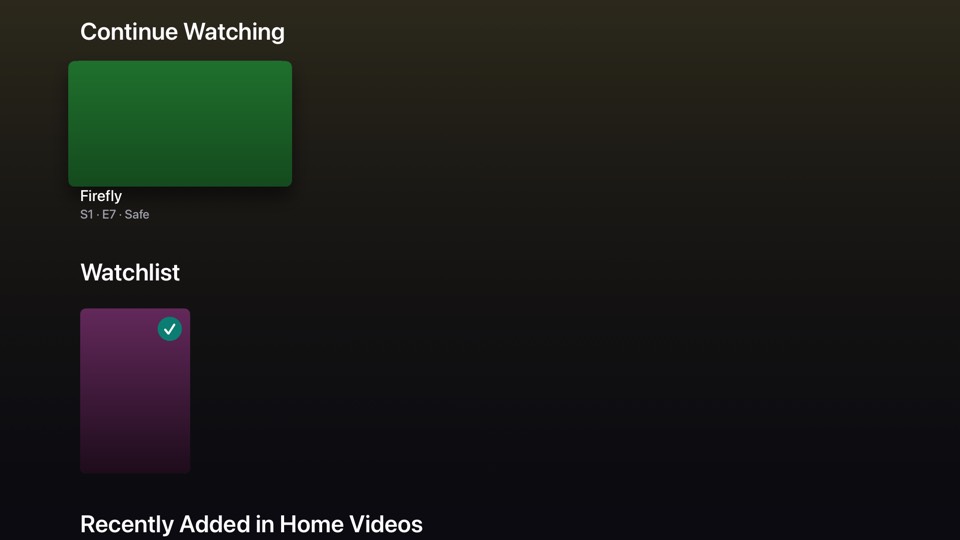 Continue Watching
Firefly
S1 · E7 · Safe
Watchlist
Recently Added in Home Videos